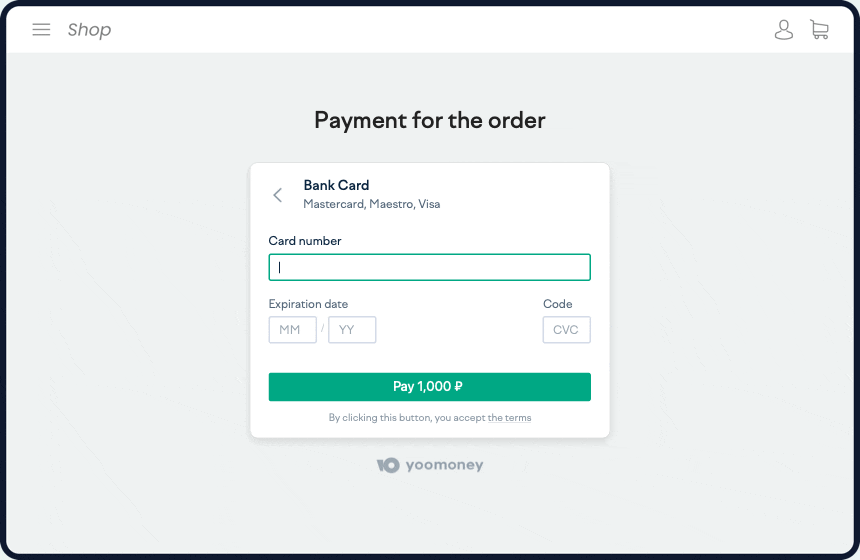 Shop
Payment for the order
Bank Card
Mastercard, Maestro, Visa
Card number
Expiration date
Code
MM / YY
CVC
Pay 1,000 ₽
By clicking this button, you accept the terms
yoomoney